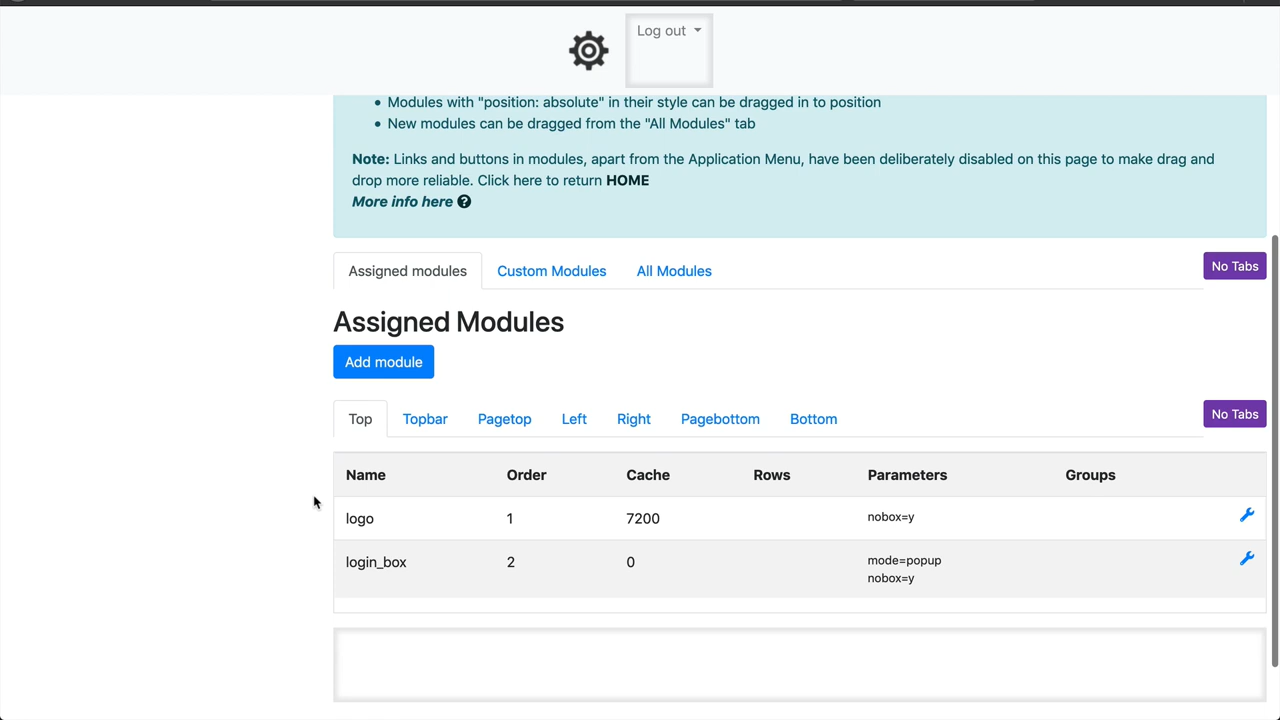 Log out
Modules with "position: absolute" in their style can be dragged in to position
New modules can be dragged from the "All Modules" tab
Note: Links and buttons in modules, apart from the Application Menu, have been deliberately disabled on this page to make drag and
drop more reliable. Click here to return HOME
More info here
Assigned modules Custom Modules All Modules No Tabs
Assigned Modules
Add module
Top Topbar Pagetop Left Right Pagebottom Bottom No Tabs
Name Order Cache Rows Parameters Groups
logo 1 7200 nobox=y
login_box 2 0 mode=popup
nobox=y